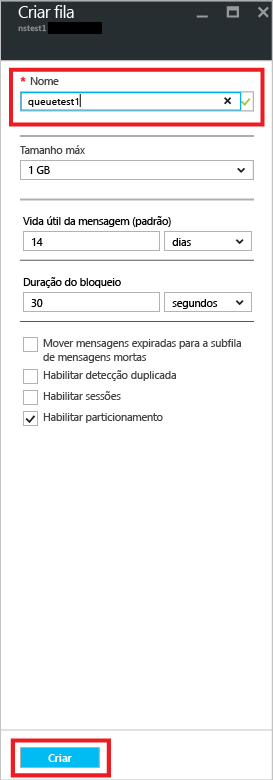 Criar fila
nstest1
* Nome
queuetest1
Tamanho máx
1 GB
Vida útil da mensagem (padrão)
14 dias
Duração do bloqueio
30 segundos
Mover mensagens expiradas para a subfila
de mensagens mortas
Habilitar detecção duplicada
Habilitar sessões
Habilitar particionamento
Criar